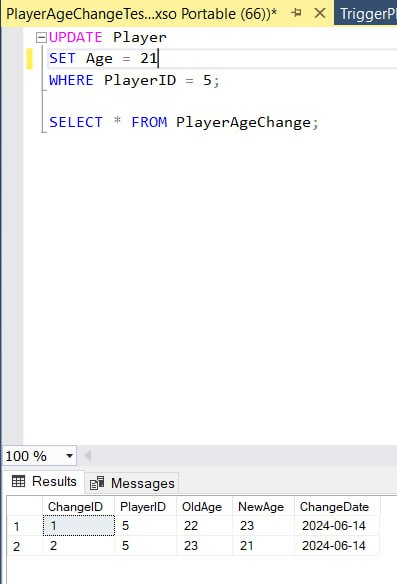 PlayerAgeChangeTes...xso Portable (66))*
UPDATE Player
SET Age = 21
WHERE PlayerID = 5;
SELECT * FROM PlayerAgeChange;
100 %
Results Messages
ChangeID PlayerID OldAge NewAge ChangeDate
1 1 5 22 23 2024-06-14
2 2 5 23 21 2024-06-14